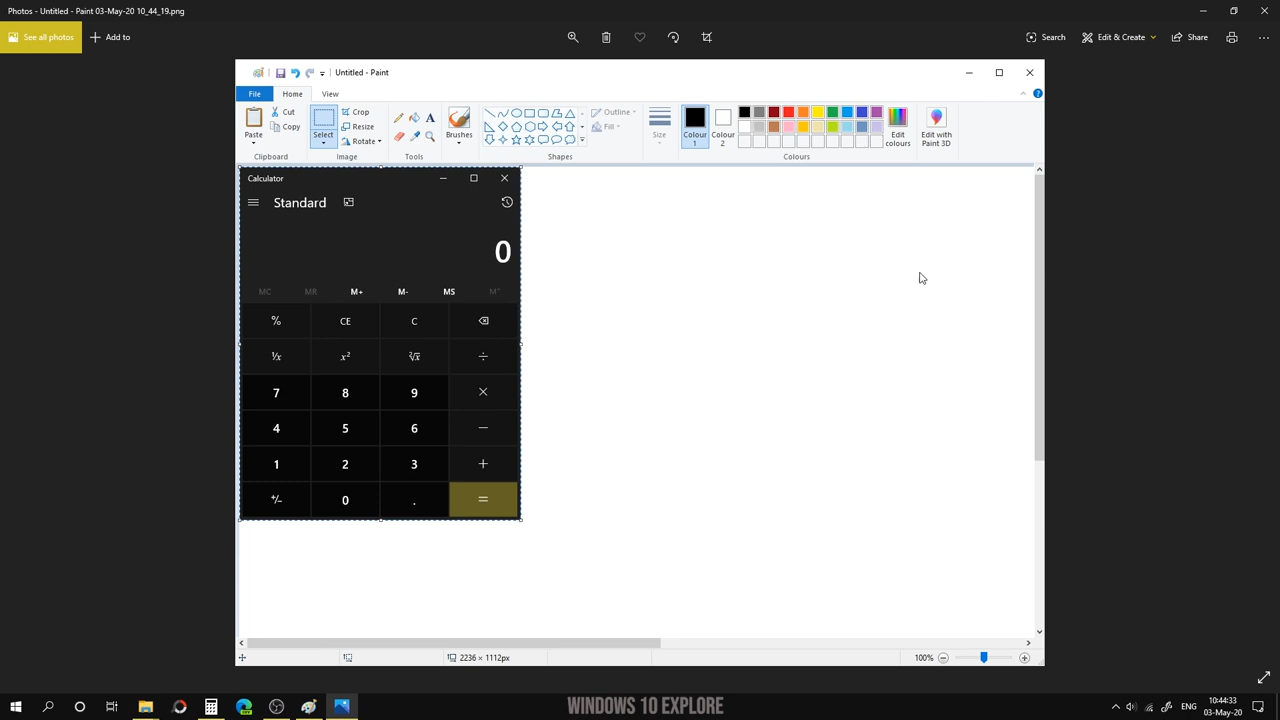 Photos - Untitled - Paint 03-May-20 10_44_19.png
See all photos
Add to
Search
Edit & Create
Share
Untitled - Paint
File
Home
View
Paste
Cut
Copy
Clipboard
Select
Crop
Resize
Rotate
Image
A
Tools
Brushes
Outline
Fill
Shapes
Size
Colour 1
Colour 2
Edit colours
Edit with Paint 3D
Colours
Calculator
Standard
0
MC MR M+ M- MS M˅
% CE C
⅟x x² ²√x ÷
7 8 9 ×
4 5 6 −
1 2 3 +
+/− 0 . =
2236 × 1112px
100%
WINDOWS 10 EXPLORE
ENG
10:44:33
03-May-20